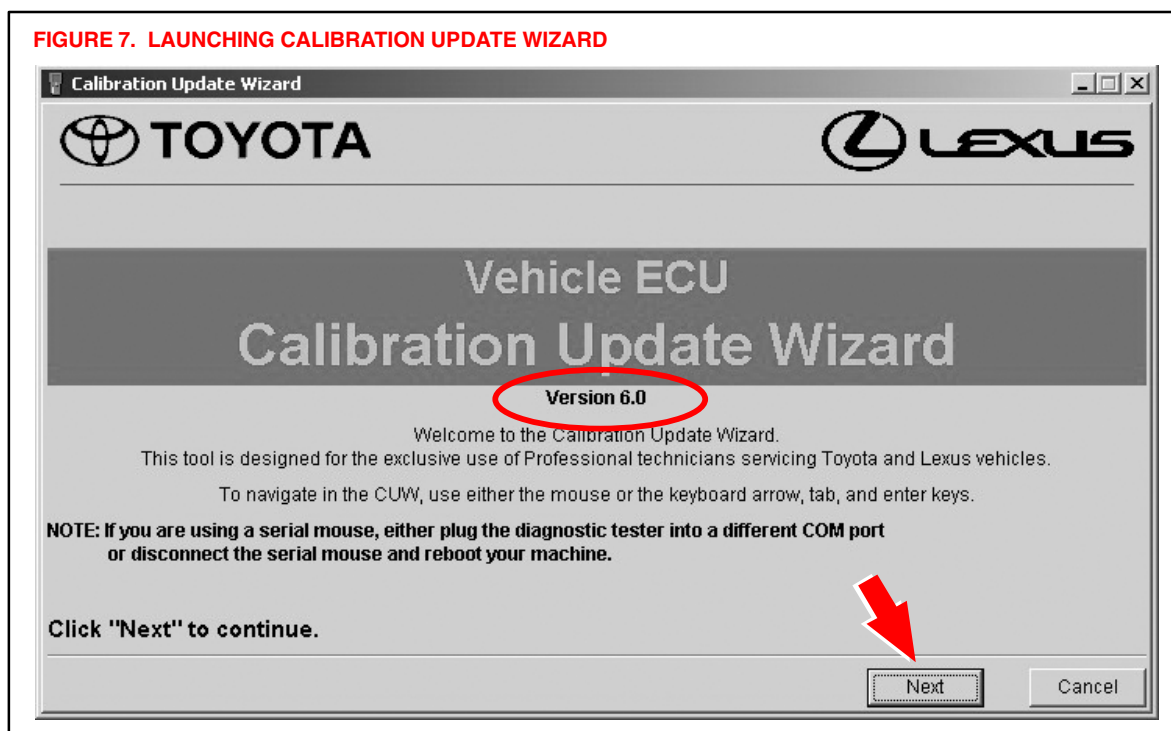 FIGURE 7. LAUNCHING CALIBRATION UPDATE WIZARD
Calibration Update Wizard
TOYOTA
LEXUS
Vehicle ECU
Calibration Update Wizard
Version 6.0
Welcome to the Calibration Update Wizard.
This tool is designed for the exclusive use of Professional technicians servicing Toyota and Lexus vehicles.
To navigate in the CUW, use either the mouse or the keyboard arrow, tab, and enter keys.
NOTE: If you are using a serial mouse, either plug the diagnostic tester into a different COM port
or disconnect the serial mouse and reboot your machine.
Click "Next" to continue.
Next
Cancel